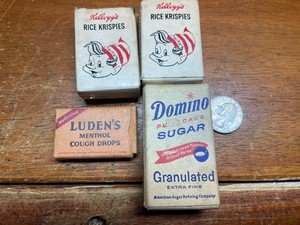 Kellogg's
RICE KRISPIES
Kellogg's
RICE KRISPIES
LUDEN'S
MENTHOL
COUGH DROPS
Domino
SUGAR
Granulated
EXTRA FINE
American Sugar Refining Company